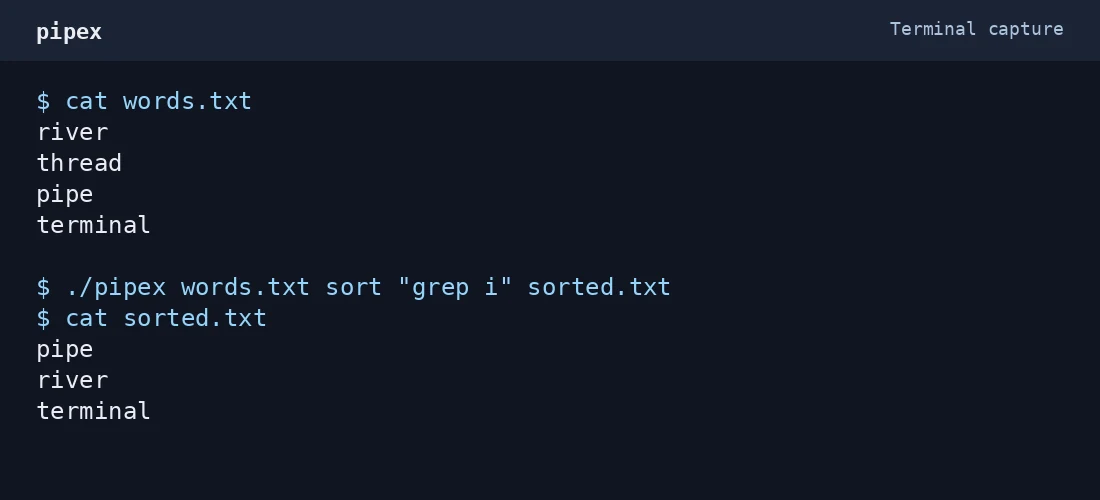 pipex
Terminal capture
$ cat words.txt
river
thread
pipe
terminal
$ ./pipex words.txt sort "grep i" sorted.txt
$ cat sorted.txt
pipe
river
terminal